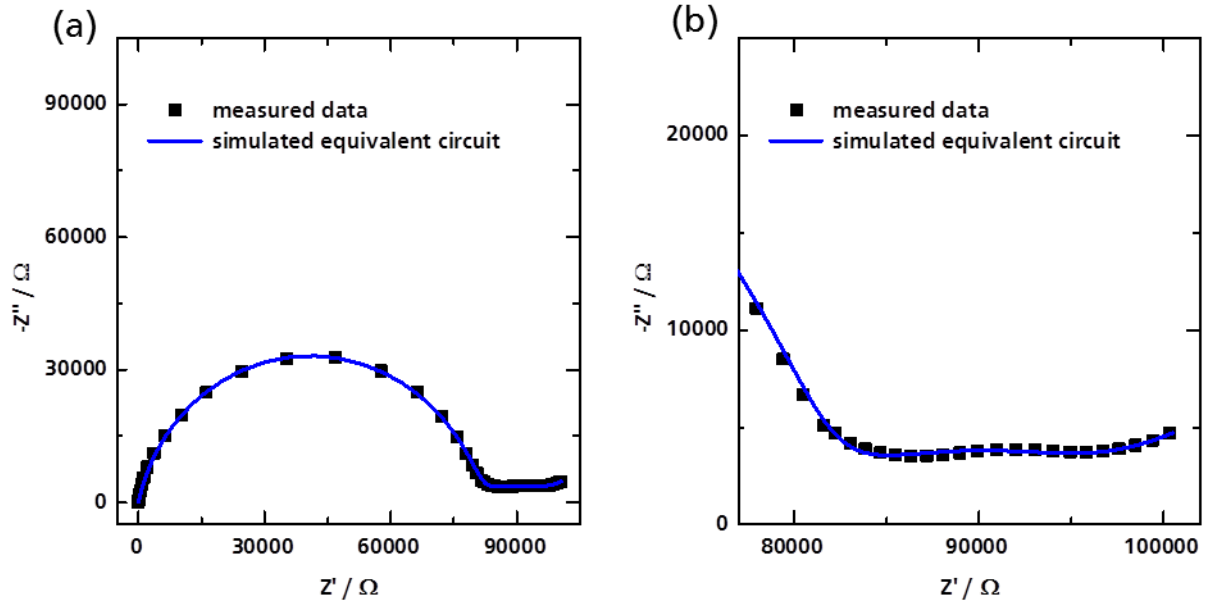 (a)
measured data
simulated equivalent circuit
90000
60000
30000
0
-Z'' / Ω
0 30000 60000 90000
Z' / Ω
(b)
measured data
simulated equivalent circuit
20000
10000
0
-Z'' / Ω
80000 90000 100000
Z' / Ω